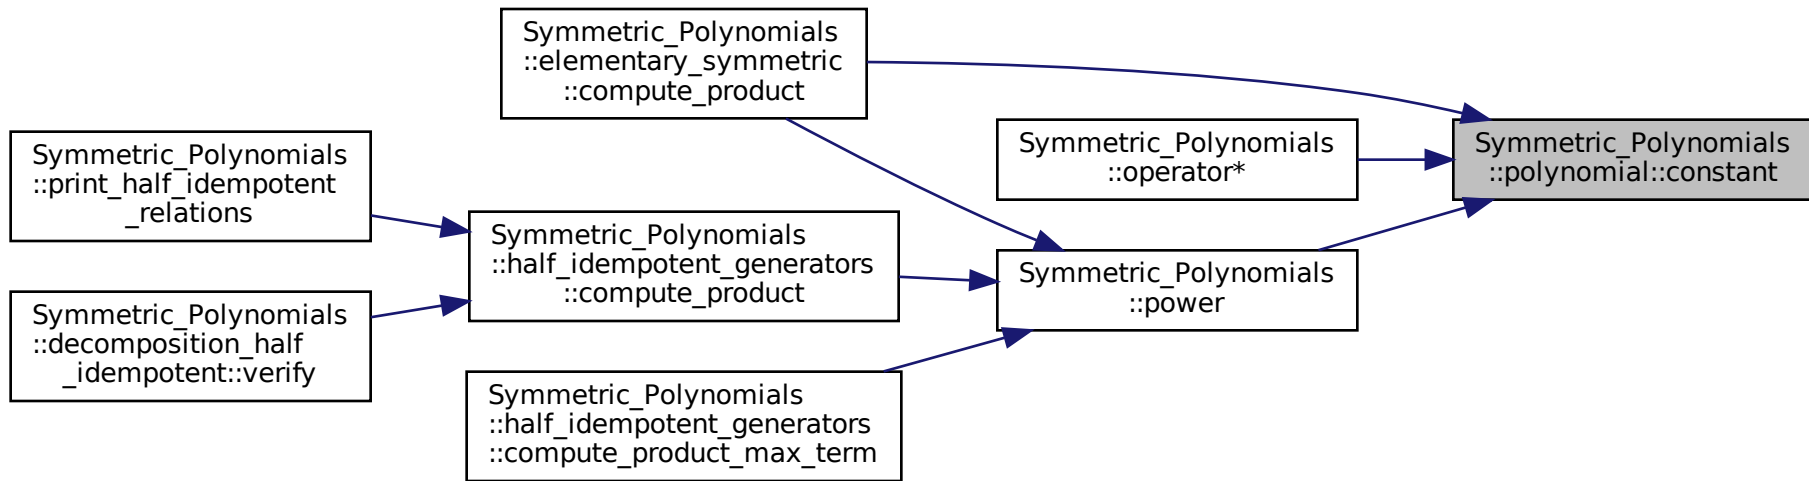 Symmetric_Polynomials
::elementary_symmetric
::compute_product
Symmetric_Polynomials
::print_half_idempotent
_relations
Symmetric_Polynomials
::operator*
Symmetric_Polynomials
::polynomial::constant
Symmetric_Polynomials
::half_idempotent_generators
::compute_product
Symmetric_Polynomials
::power
Symmetric_Polynomials
::decomposition_half
_idempotent::verify
Symmetric_Polynomials
::half_idempotent_generators
::compute_product_max_term